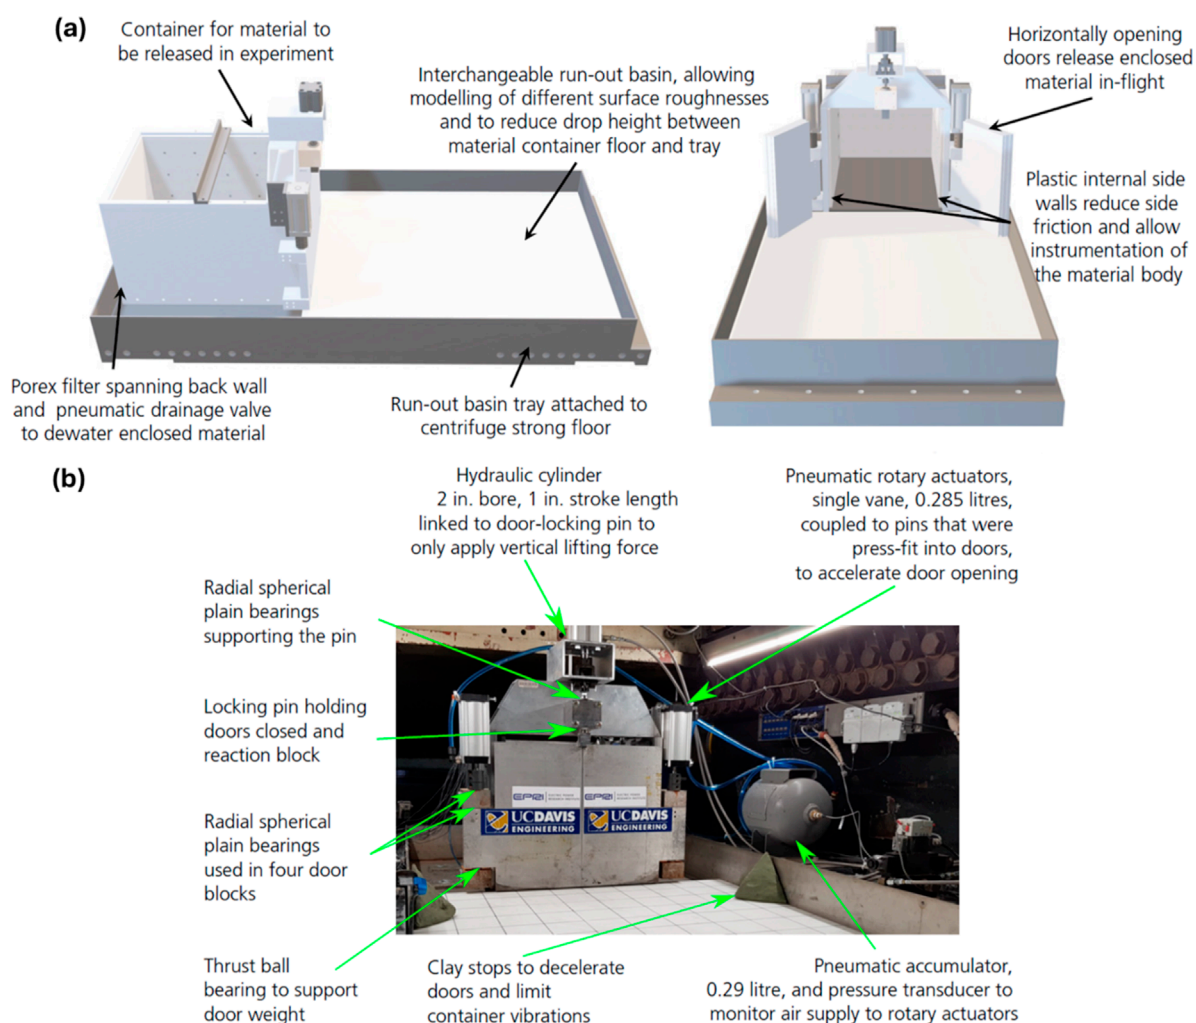 (a)
Container for material to
be released in experiment
Interchangeable run-out basin, allowing
modelling of different surface roughnesses
and to reduce drop height between
material container floor and tray
Horizontally opening
doors release enclosed
material in-flight
Plastic internal side
walls reduce side
friction and allow
instrumentation of
the material body
Porex filter spanning back wall
and pneumatic drainage valve
to dewater enclosed material
Run-out basin tray attached to
centrifuge strong floor
(b)
Hydraulic cylinder
2 in. bore, 1 in. stroke length
linked to door-locking pin to
only apply vertical lifting force
Pneumatic rotary actuators,
single vane, 0.285 litres,
coupled to pins that were
press-fit into doors,
to accelerate door opening
Radial spherical
plain bearings
supporting the pin
Locking pin holding
doors closed and
reaction block
Radial spherical
plain bearings
used in four door
blocks
Thrust ball
bearing to support
door weight
EPRI
EPRI
UCDAVIS
ENGINEERING
UCDAVIS
ENGINEERING
Clay stops to decelerate
doors and limit
container vibrations
Pneumatic accumulator,
0.29 litre, and pressure transducer to
monitor air supply to rotary actuators